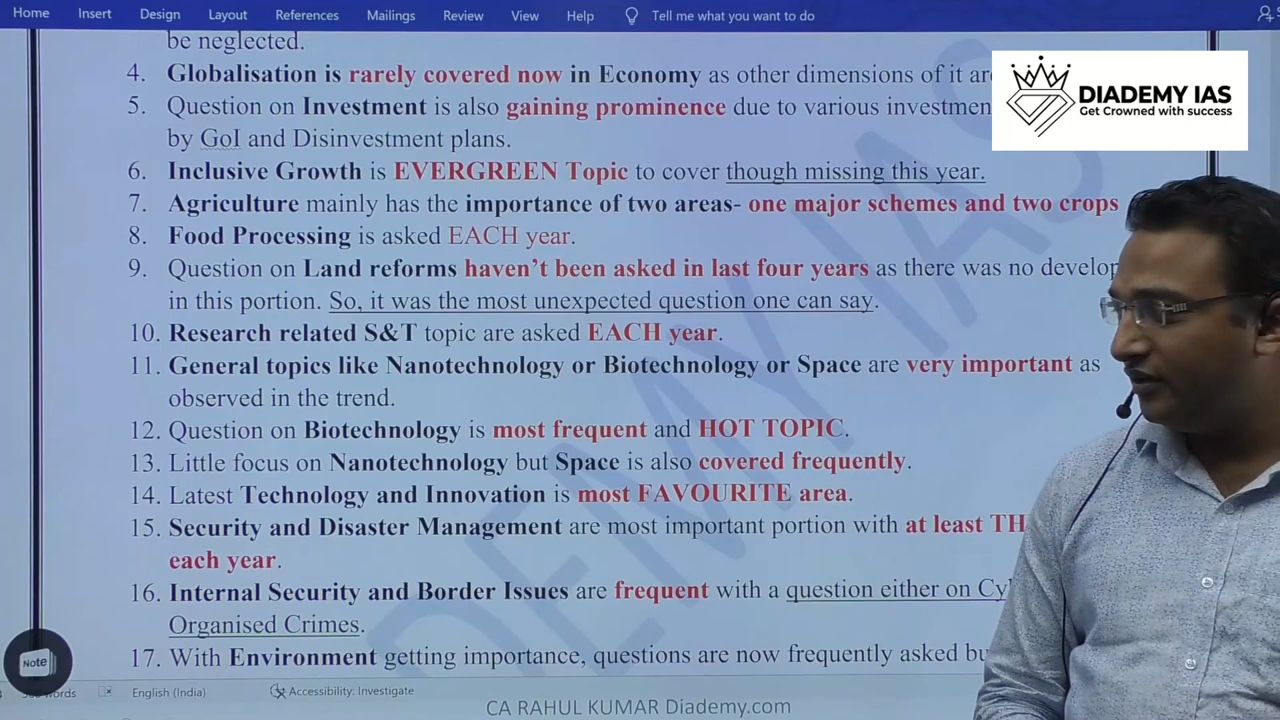 Home Insert Design Layout References Mailings Review View Help Tell me what you want to do
be neglected.
4. Globalisation is rarely covered now in Economy as other dimensions of it
DIADEMY IAS
Get Crowned with success
5. Question on Investment is also gaining prominence due to various
by GoI and Disinvestment plans.
6. Inclusive Growth is EVERGREEN Topic to cover though missing this year.
7. Agriculture mainly has the importance of two areas- one major schemes and two crops
8. Food Processing is asked EACH year.
9. Question on Land reforms haven't been asked in last four years as there was no
in this portion. So, it was the most unexpected question one can say.
10. Research related S&T topic are asked EACH year.
11. General topics like Nanotechnology or Biotechnology or Space are very important as
observed in the trend.
12. Question on Biotechnology is most frequent and HOT TOPIC.
13. Little focus on Nanotechnology but Space is also covered frequently.
14. Latest Technology and Innovation is most FAVOURITE area.
15. Security and Disaster Management are most important portion with at least
each year.
16. Internal Security and Border Issues are frequent with a question either on
Organised Crimes.
17. With Environment getting importance, questions are now frequently asked
Note
words English (India) Accessibility: Investigate
CA RAHUL KUMAR Diademy.com
DEMY IAS